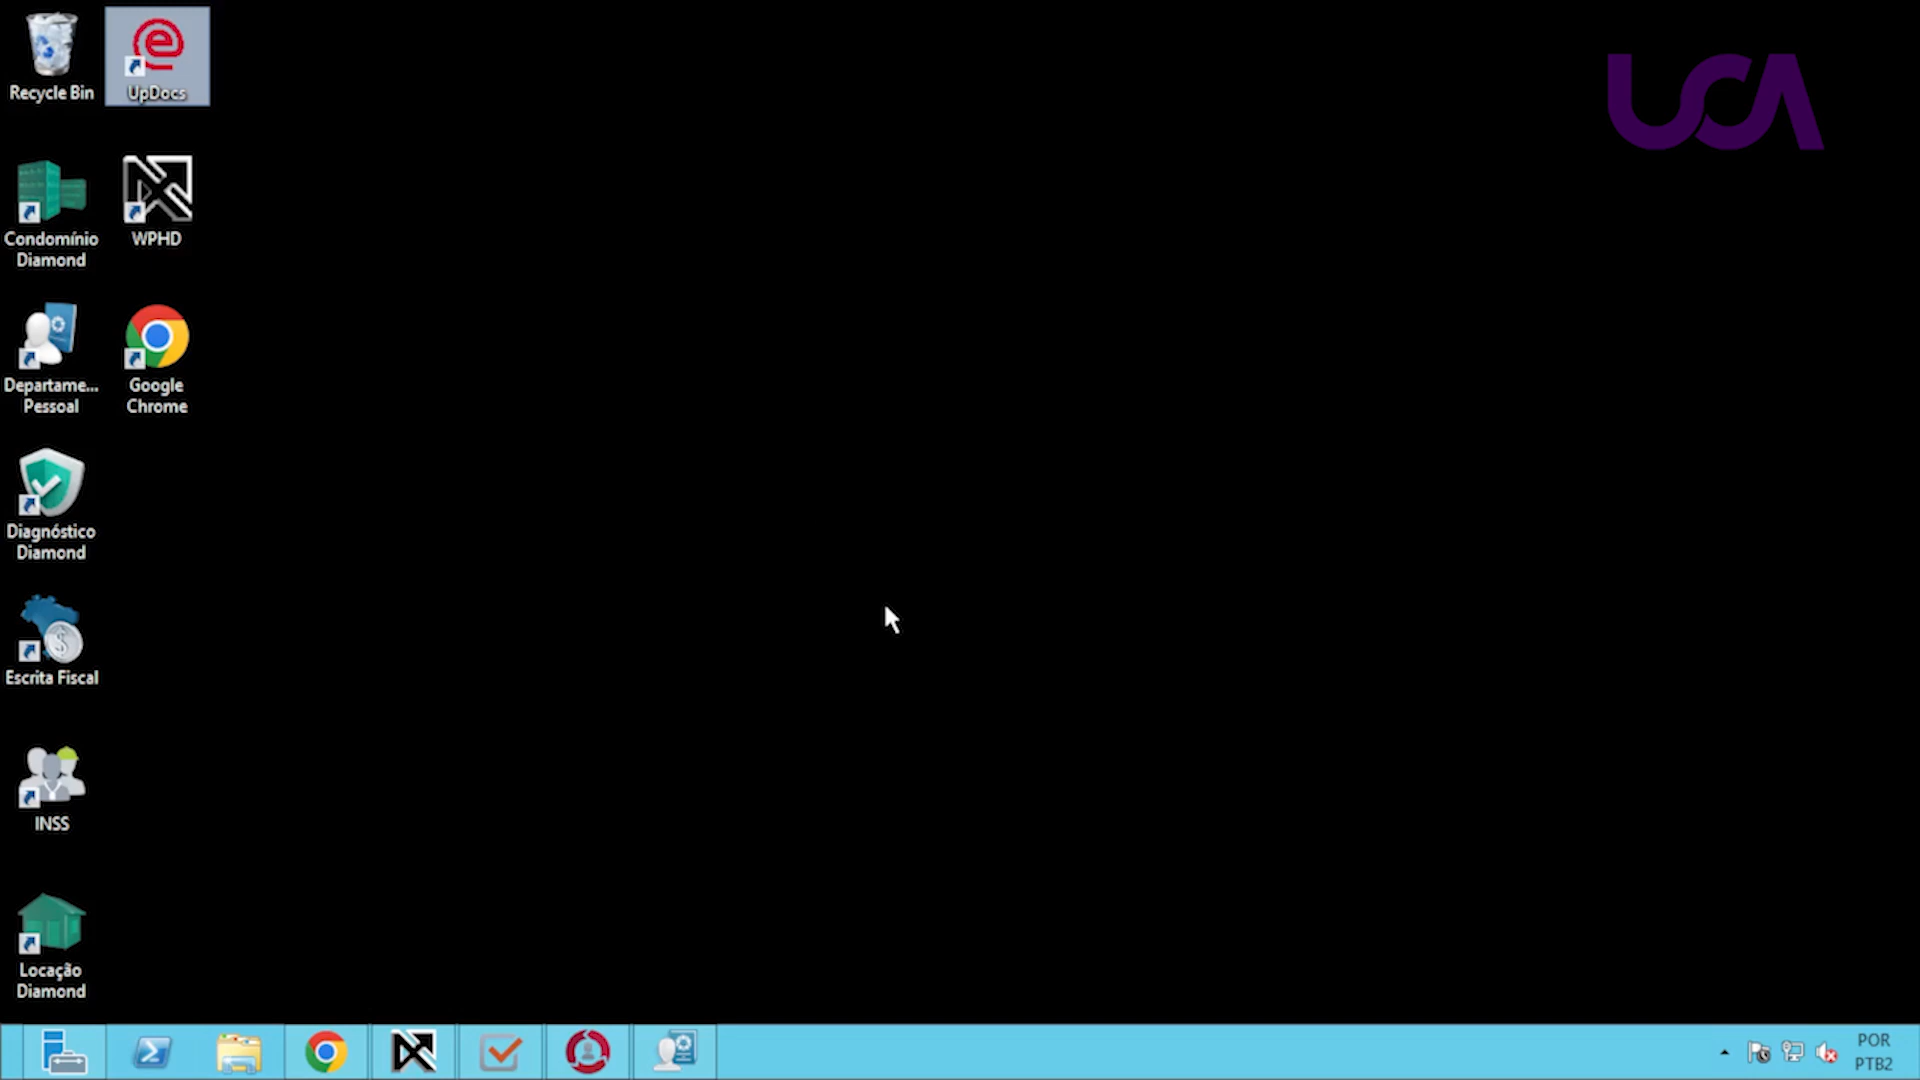 Recycle Bin
UpDocs
UCA
Condomínio
Diamond
WPHD
Departame...
Pessoal
Google
Chrome
Diagnóstico
Diamond
Escrita Fiscal
INSS
Locação
Diamond
POR
PTB2